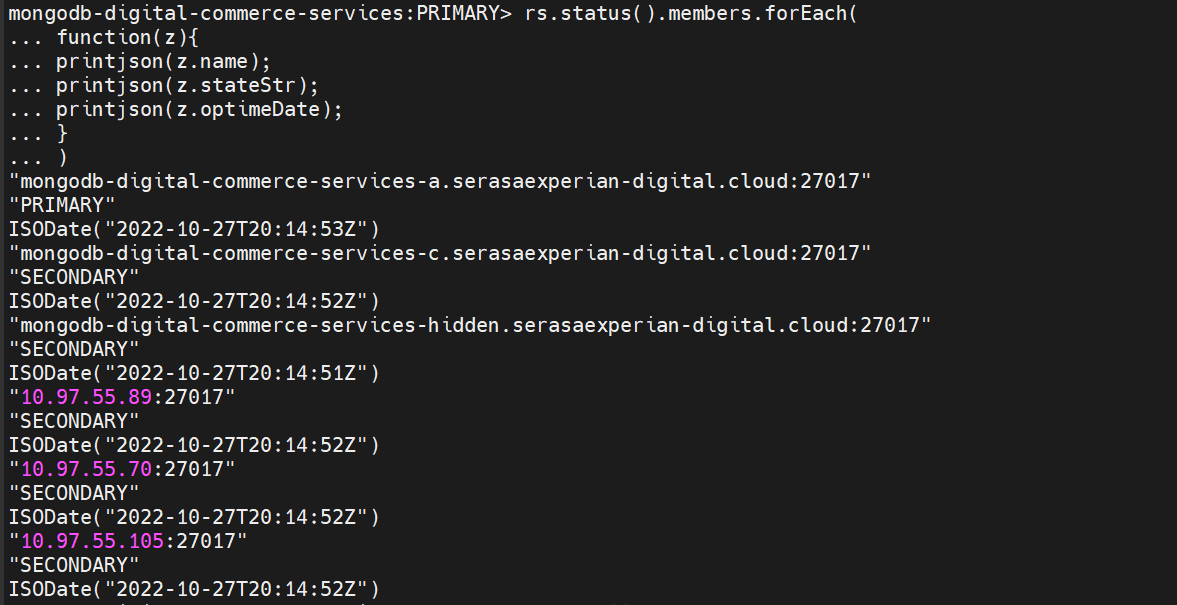 mongodb-digital-commerce-services:PRIMARY> rs.status().members.forEach(
... function(z){
... printjson(z.name);
... printjson(z.stateStr);
... printjson(z.optimeDate);
... }
... )
"mongodb-digital-commerce-services-a.serasaexperian-digital.cloud:27017"
"PRIMARY"
ISODate("2022-10-27T20:14:53Z")
"mongodb-digital-commerce-services-c.serasaexperian-digital.cloud:27017"
"SECONDARY"
ISODate("2022-10-27T20:14:52Z")
"mongodb-digital-commerce-services-hidden.serasaexperian-digital.cloud:27017"
"SECONDARY"
ISODate("2022-10-27T20:14:51Z")
"10.97.55.89:27017"
"SECONDARY"
ISODate("2022-10-27T20:14:52Z")
"10.97.55.70:27017"
"SECONDARY"
ISODate("2022-10-27T20:14:52Z")
"10.97.55.105:27017"
"SECONDARY"
ISODate("2022-10-27T20:14:52Z")